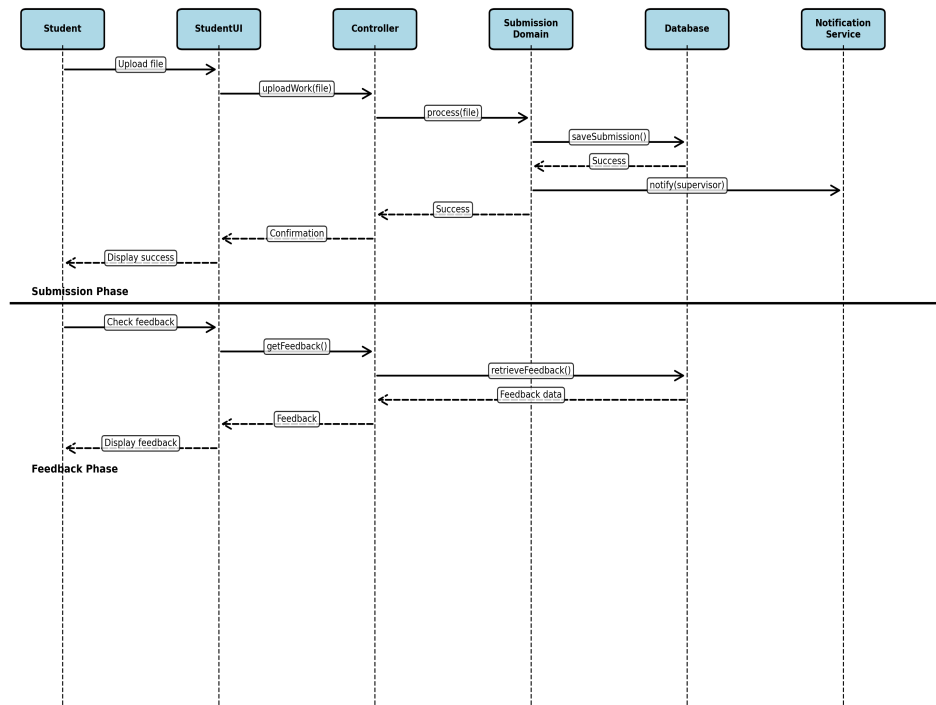 Student
StudentUI
Controller
Submission
Domain
Database
Notification
Service
Upload file
uploadWork(file)
process(file)
saveSubmission()
Success
notify(supervisor)
Success
Confirmation
Display success
Submission Phase
Check feedback
getFeedback()
retrieveFeedback()
Feedback data
Feedback
Display feedback
Feedback Phase